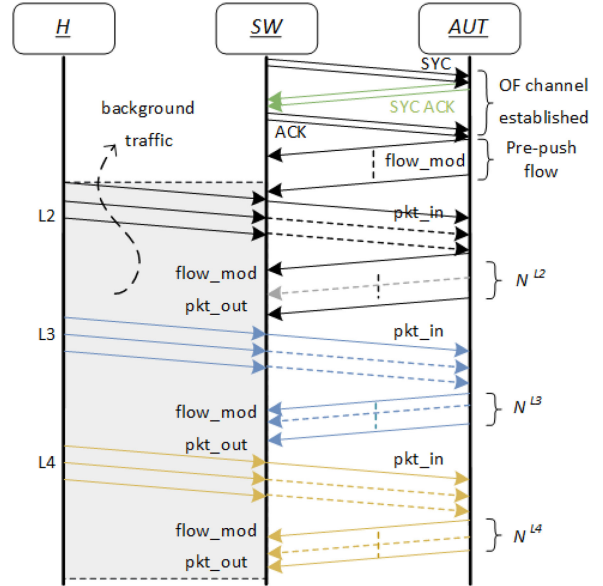 H
SW
AUT
SYC
SYC ACK
ACK
OF channel
established
background
traffic
flow_mod
Pre-push
flow
L2
pkt_in
flow_mod
pkt_out
N L2
L3
pkt_in
flow_mod
pkt_out
N L3
L4
pkt_in
flow_mod
pkt_out
N L4